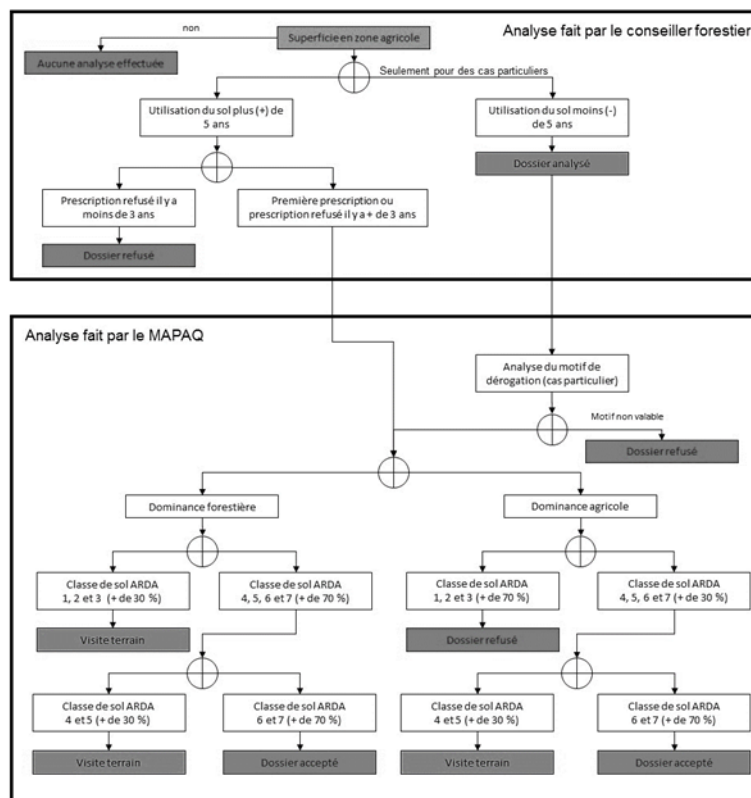 Analyse fait par le conseiller forestier
non
Superficie en zone agricole
Aucune analyse effectuée
Seulement pour des cas particuliers
Utilisation du sol plus (+) de
5 ans
Utilisation du sol moins (-)
de 5 ans
Dossier analysé
Prescription refusé il y a
moins de 3 ans
Première prescription ou
prescription refusé il y a + de 3 ans
Dossier refusé
Analyse fait par le MAPAQ
Analyse du motif de
dérogation (cas particulier)
Motif non valable
Dossier refusé
Dominance forestière
Dominance agricole
Classe de sol ARDA
1, 2 et 3 (+ de 30 %)
Classe de sol ARDA
4, 5, 6 et 7 (+ de 70 %)
Classe de sol ARDA
1, 2 et 3 (+ de 70 %)
Classe de sol ARDA
4, 5, 6 et 7 (+ de 30 %)
Visite terrain
Dossier refusé
Classe de sol ARDA
4 et 5 (+ de 30 %)
Classe de sol ARDA
6 et 7 (+ de 70 %)
Classe de sol ARDA
4 et 5 (+ de 30 %)
Classe de sol ARDA
6 et 7 (+ de 70 %)
Visite terrain
Dossier accepté
Visite terrain
Dossier accepté